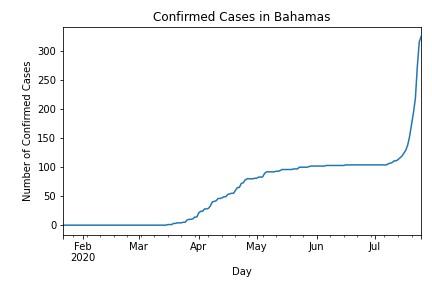 Confirmed Cases in Bahamas
Number of Confirmed Cases
300
250
200
150
100
50
0
Feb Mar Apr May Jun Jul
2020
Day